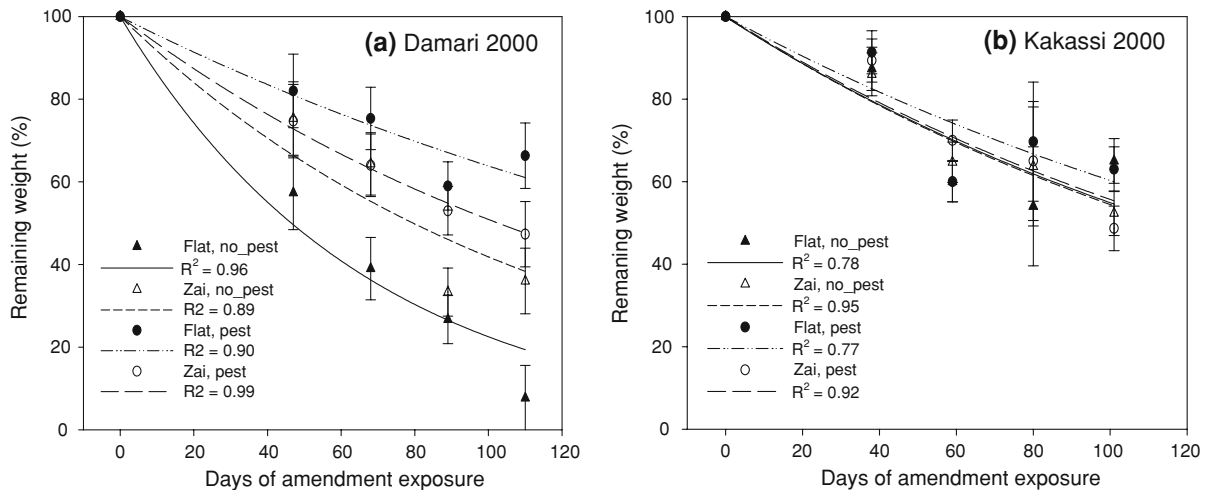 (a) Damari 2000
Remaining weight (%)
100
80
60
40
20
0
Flat, no_pest
R² = 0.96
Zai, no_pest
R2 = 0.89
Flat, pest
R2 = 0.90
Zai, pest
R2 = 0.99
0 20 40 60 80 100 120
Days of amendment exposure
(b) Kakassi 2000
Remaning weight (%)
100
80
60
40
20
0
Flat, no_pest
R² = 0.78
Zai, no_pest
R² = 0.95
Flat, pest
R² = 0.77
Zai, pest
R² = 0.92
0 20 40 60 80 100 120
Days of amendment exposure